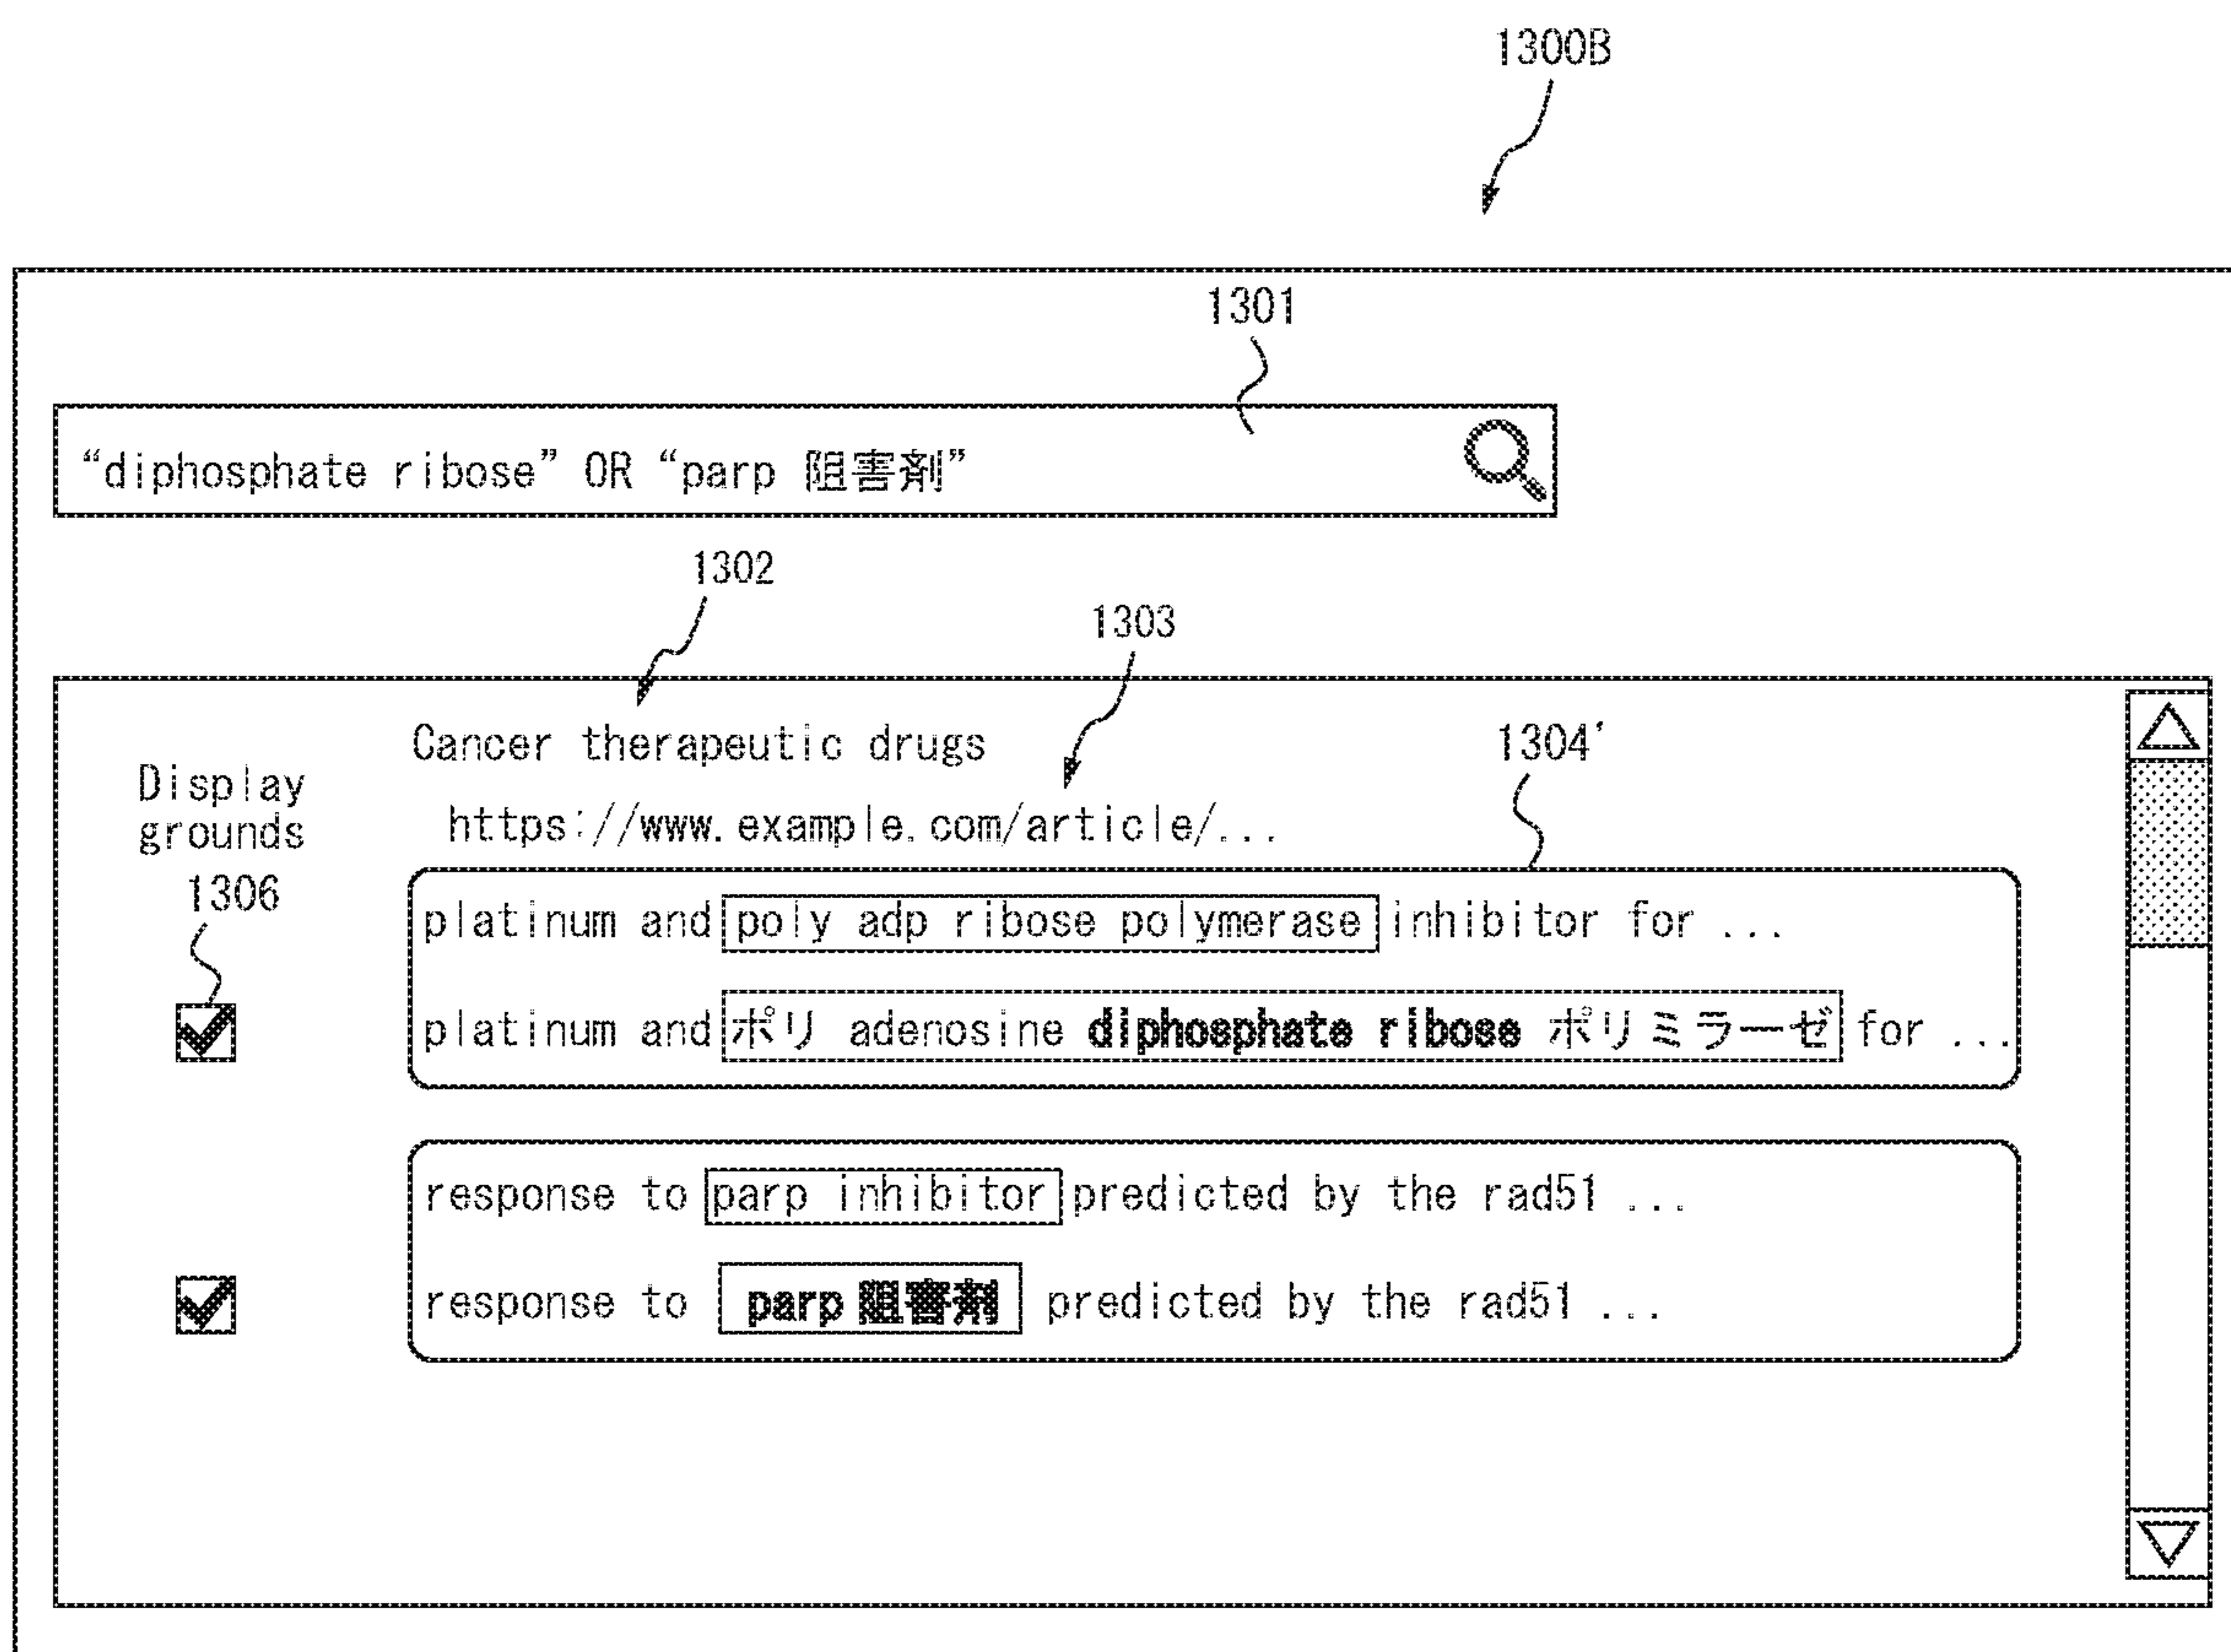 1300B
1301
“diphosphate ribose” OR “parp 阻害剤”
1302
1303
Cancer therapeutic drugs
1304'
Display
grounds
https://www.example.com/article/...
1306
platinum and poly adp ribose polymerase inhibitor for ...
platinum and ポリ adenosine diphosphate ribose ポリミラーゼ for ...
response to parp inhibitor predicted by the rad51 ...
response to parp 阻害剤 predicted by the rad51 ...